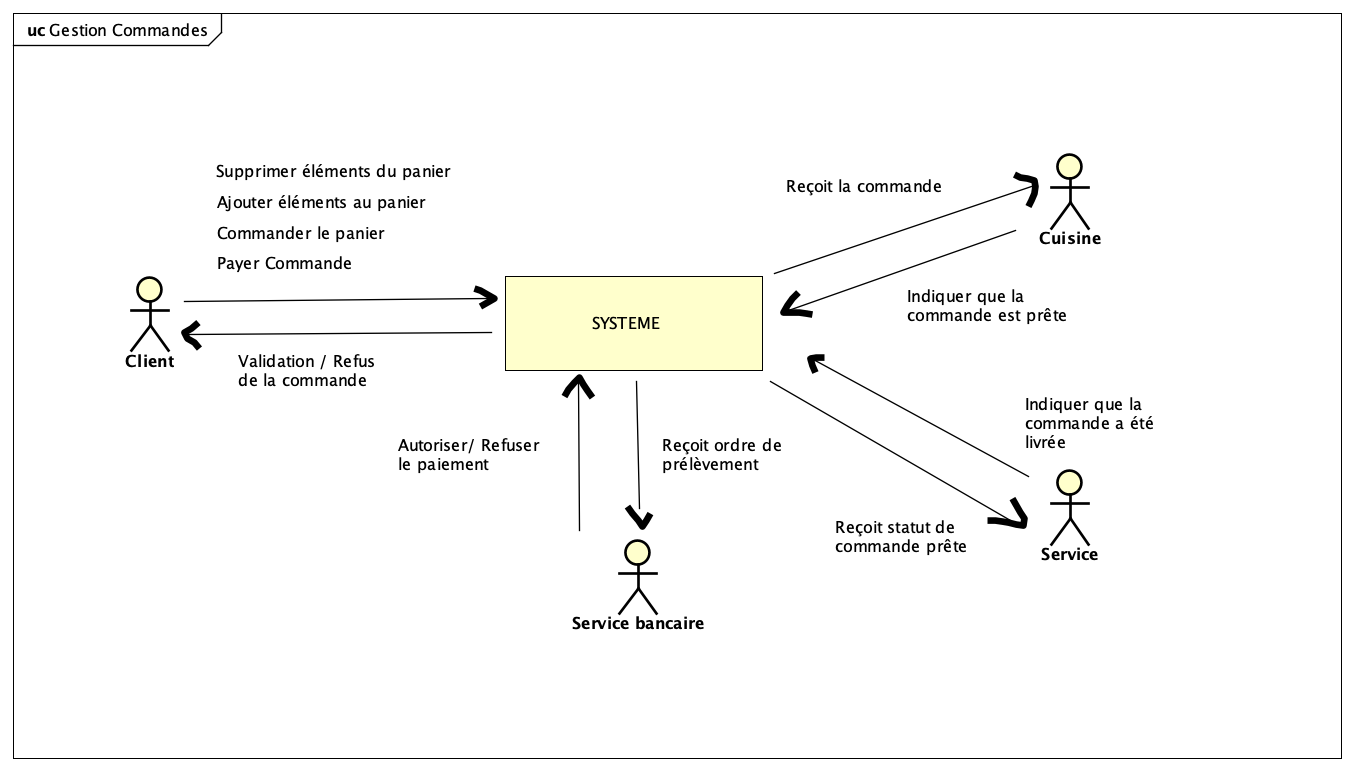 uc Gestion Commandes
Supprimer éléments du panier
Ajouter éléments au panier
Commander le panier
Payer Commande
Client
Validation / Refus
de la commande
SYSTEME
Reçoit la commande
Cuisine
Indiquer que la
commande est prête
Indiquer que la
commande a été
livrée
Autoriser/ Refuser
le paiement
Reçoit ordre de
prélèvement
Reçoit statut de
commande prête
Service
Service bancaire